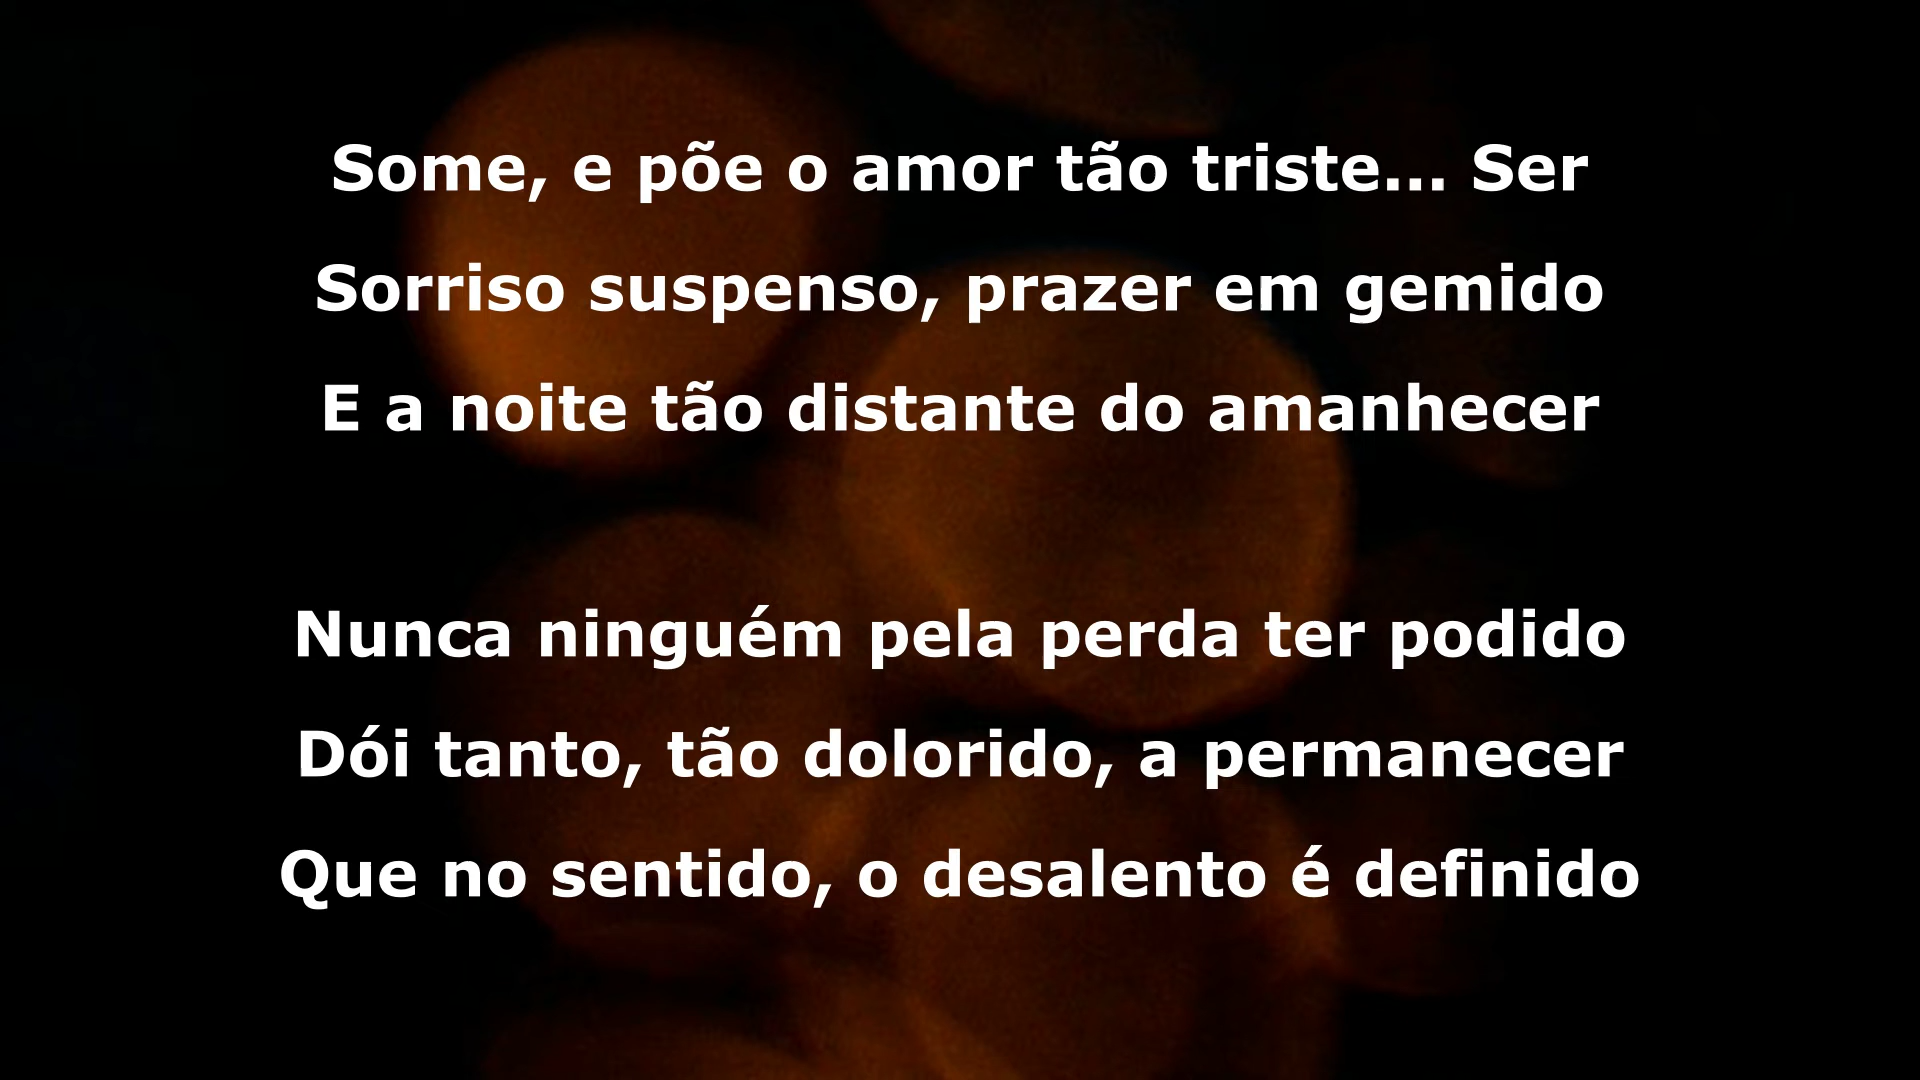 Some, e põe o amor tão triste... Ser
Sorriso suspenso, prazer em gemido
E a noite tão distante do amanhecer
Nunca ninguém pela perda ter podido
Dói tanto, tão dolorido, a permanecer
Que no sentido, o desalento é definido